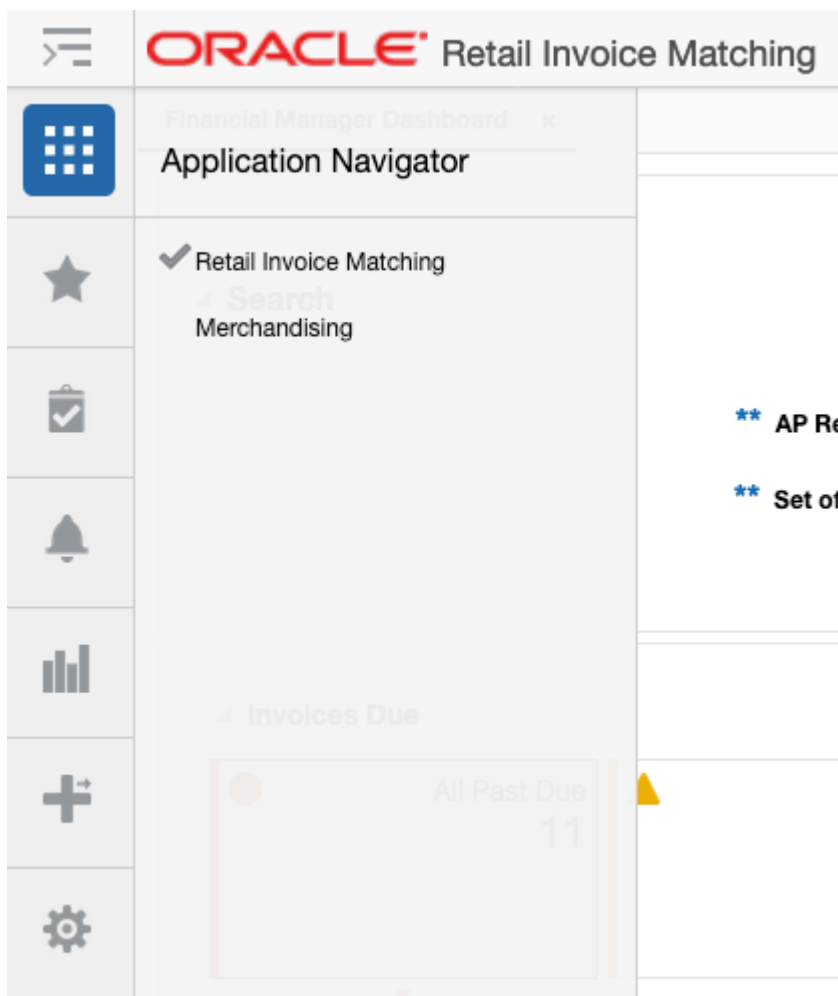 ORACLE® Retail Invoice Matching
Financial Manager Dashboard ×
Application Navigator
Retail Invoice Matching
Search
Merchandising
** AP Re
** Set of
Invoices Due
All Past Due
11